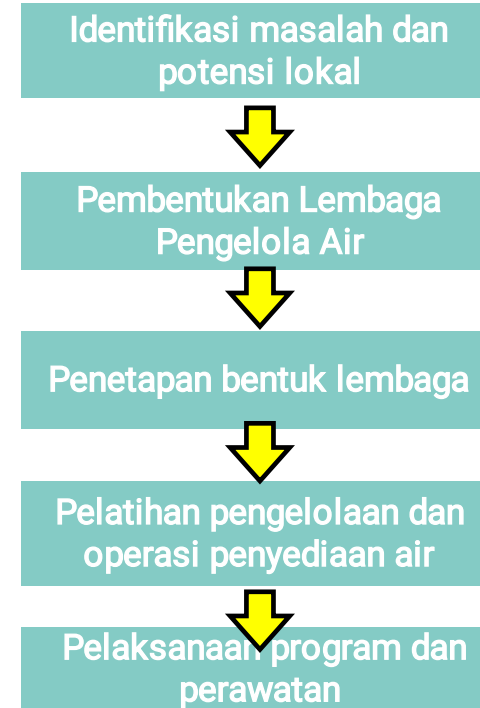 Identifikasi masalah dan
potensi lokal
Pembentukan Lembaga
Pengelola Air
Penetapan bentuk lembaga
Pelatihan pengelolaan dan
operasi penyediaan air
Pelaksanaan program dan
perawatan